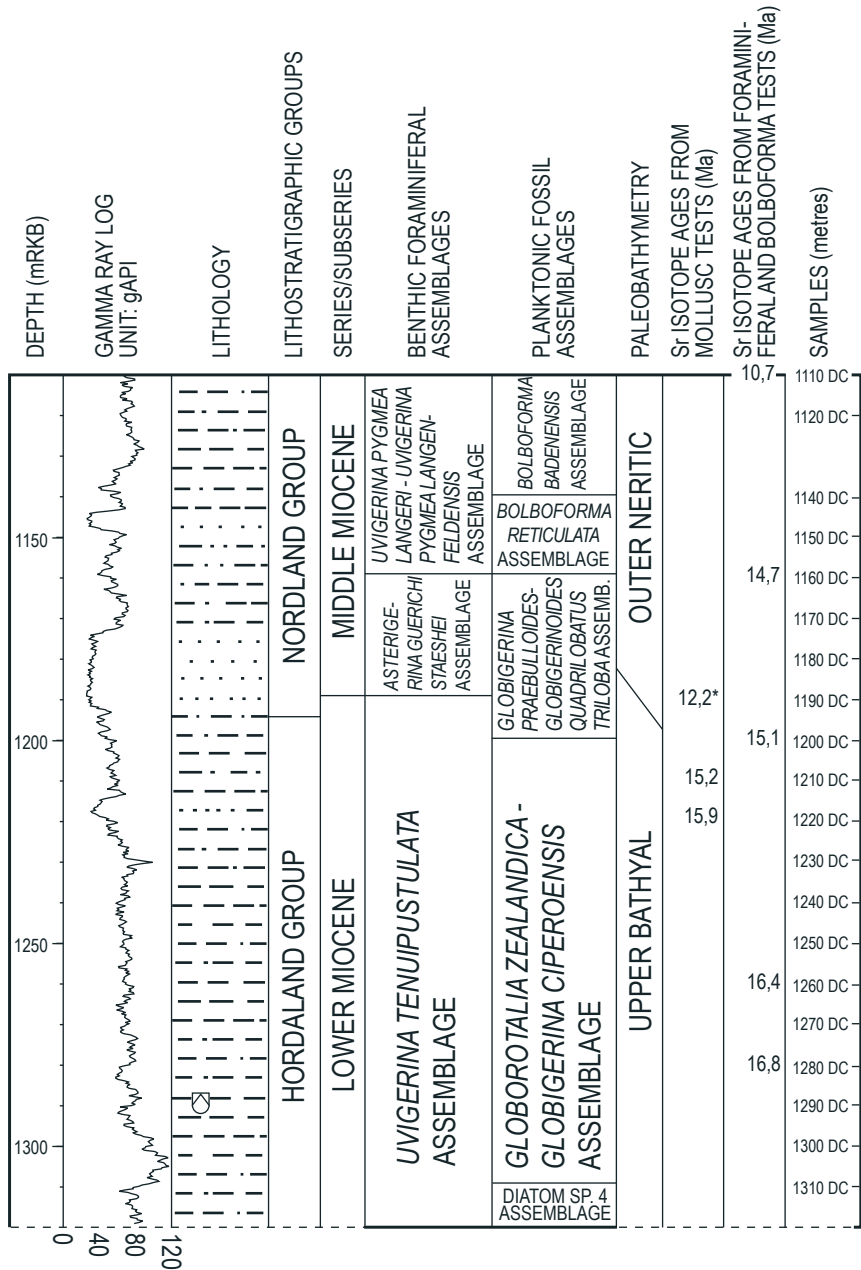 DEPTH (mRKB)
GAMMA RAY LOG
UNIT: gAPI
LITHOLOGY
LITHOSTRATIGRAPHIC GROUPS
SERIES/SUBSERIES
BENTHIC FORAMINIFERAL
ASSEMBLAGES
PLANKTONIC FOSSIL
ASSEMBLAGES
PALEOBATHYMETRY
Sr ISOTOPE AGES FROM
MOLLUSC TESTS (Ma)
Sr ISOTOPE AGES FROM FORAMINI-
FERAL AND BOLBOFORMA TESTS (Ma)
SAMPLES (metres)
1150
1200
1250
1300
0
40
80
120
NORDLAND GROUP
HORDALAND GROUP
MIDDLE MIOCENE
LOWER MIOCENE
UVIGERINA PYGMEA
LANGERI - UVIGERINA
PYGMEA LANGEN-
FELDENSIS
ASSEMBLAGE
ASTERIGE-
RINA GUERICHI
STAESHEI
ASSEMBLAGE
UVIGERINA TENUIPUSTULATA
ASSEMBLAGE
BOLBOFORMA
BADENENSIS
ASSEMBLAGE
BOLBOFORMA
RETICULATA
ASSEMBLAGE
GLOBIGERINA
PRAEBULLOIDES-
GLOBIGERINOIDES
QUADRILOBATUS
TRILOBA ASSEMB.
GLOBOROTALIA ZEALANDICA -
GLOBIGERINA CIPEROENSIS
ASSEMBLAGE
DIATOM SP. 4
ASSEMBLAGE
OUTER NERITIC
UPPER BATHYAL
12,2*
15,2
15,9
10,7
14,7
15,1
16,4
16,8
1110 DC
1120 DC
1140 DC
1150 DC
1160 DC
1170 DC
1180 DC
1190 DC
1200 DC
1210 DC
1220 DC
1230 DC
1240 DC
1250 DC
1260 DC
1270 DC
1280 DC
1290 DC
1300 DC
1310 DC